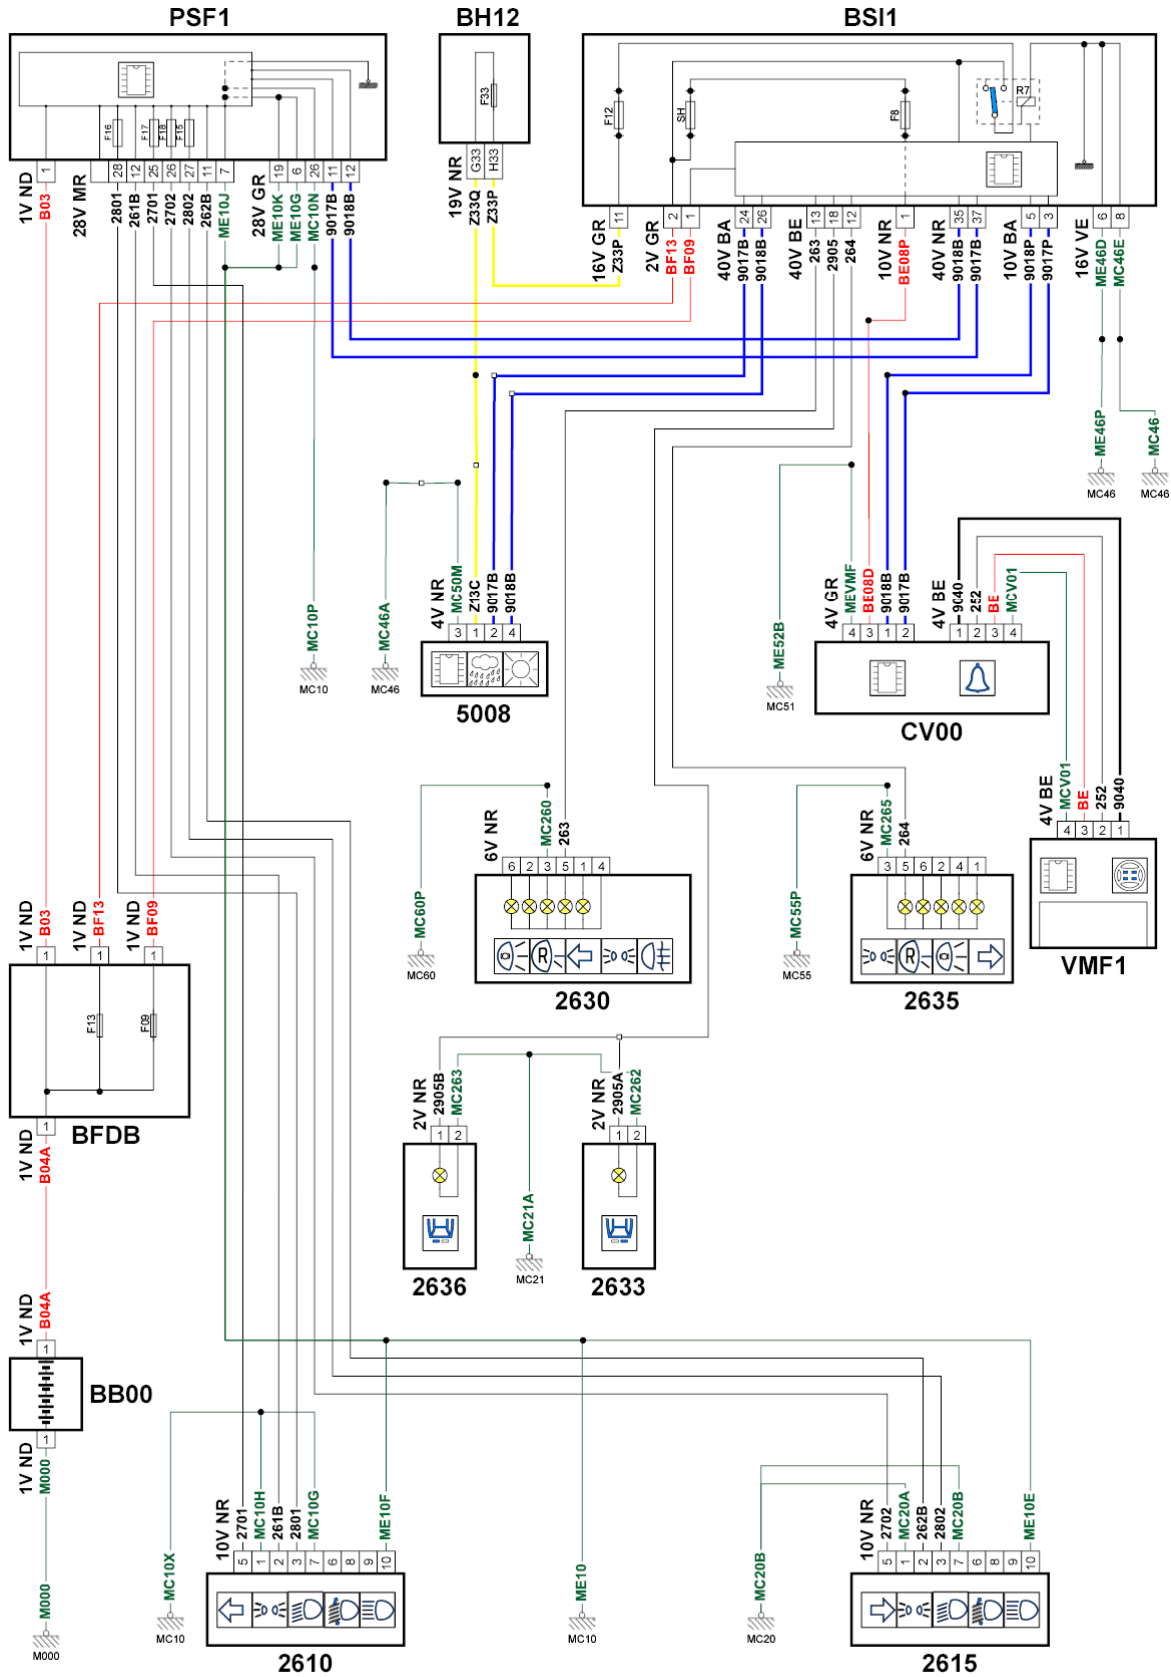 PSF1 BH12 BSI1
F16 F17 F18 F15 F33 F12 SH F8 R7
1 28 12 25 26 27 11 7 19 6 26 11 12 G33 H33 11 2 1 24 26 13 18 12 1 35 37 5 3 6 8
1V ND B03 28V MR 2801 261B 2701 2702 2802 262B ME10J 28V GR ME10K ME10G MC10N 9017B 9018B 19V NR Z33Q Z33P 16V GR Z33P 2V GR BF13 BF09 40V BA 9017B 9018B 40V BE 263 2905 264 10V NR BE08P 40V NR 9018B 9017B 10V BA 9018P 9017P 16V VE ME46D MC46E
ME46P MC46
MC46 MC46
MC10P MC46A 4V NR MC50M Z13C 9017B 9018B ME52B 4V GR MEVMF BE08D 9018B 9017B 4V BE 9040 252 BE MCV01
3 1 2 4 4 3 1 2 1 2 3 4
MC10 MC46 MC51
5008 CV00
4V BE MCV01 BE 252 9040
4 3 2 1
VMF1
MC60P 6V NR MC260 263 MC55P 6V NR MC265 264
6 2 3 5 1 4 3 5 6 2 4 1
R R
MC60 MC55
2630 2635
1V ND B03 1V ND BF13 1V ND BF09
1 1 1
F13 F09
1
BFDB
1V ND B04A
2V NR 2905B MC263 2V NR 2905A MC262
1 2 1 2
MC21A
MC21
2636 2633
1V ND B04A
1
BB00
1
1V ND M000
M000
M000
MC10X 10V NR 2701 MC10H 261B 2801 MC10G ME10F ME10 MC20B 10V NR 2702 MC20A 262B 2802 MC20B ME10E
5 1 2 3 7 6 8 9 10 5 1 2 3 7 6 8 9 10
MC10 MC10 MC20
2610 2615